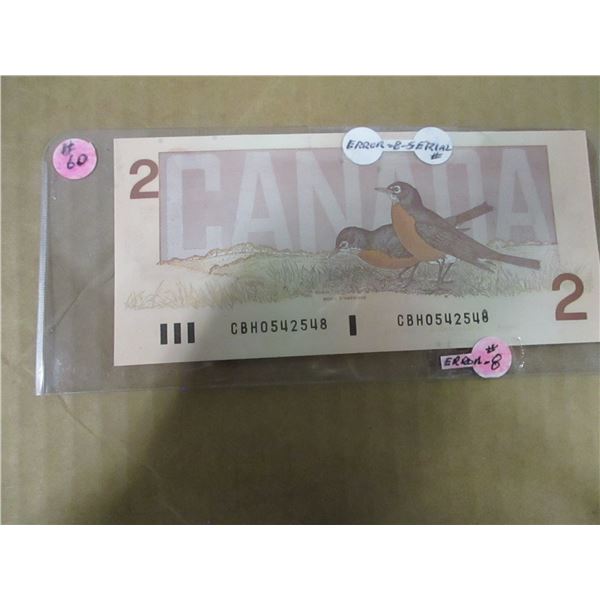 # 60
ERROR-8-SERIAL #
2
CANADA
2
CBH0542548 CBH0542548
ERROR-#8